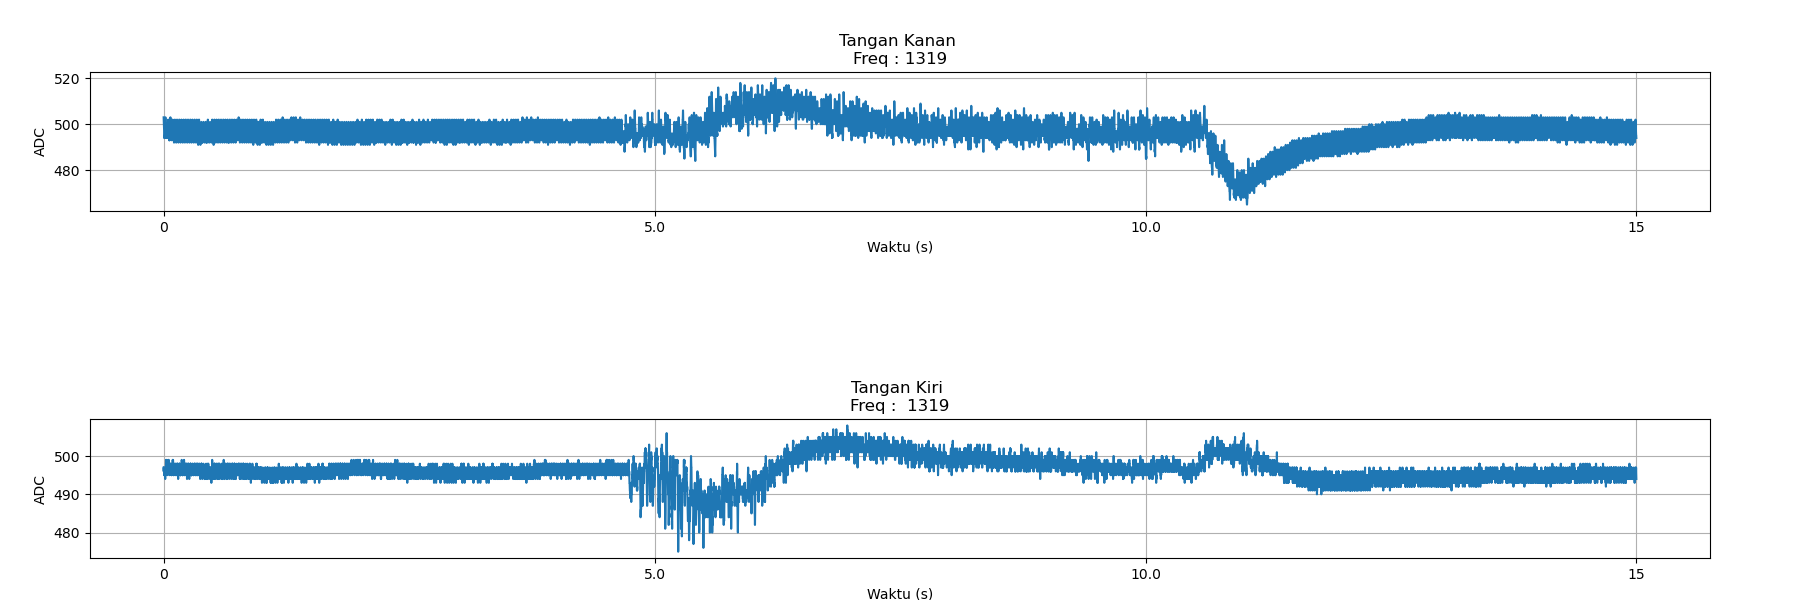 Tangan Kanan
Freq : 1319
520
500
480
ADC
0 5.0 10.0 15
Waktu (s)
Tangan Kiri
Freq :  1319
500
490
480
ADC
0 5.0 10.0 15
Waktu (s)